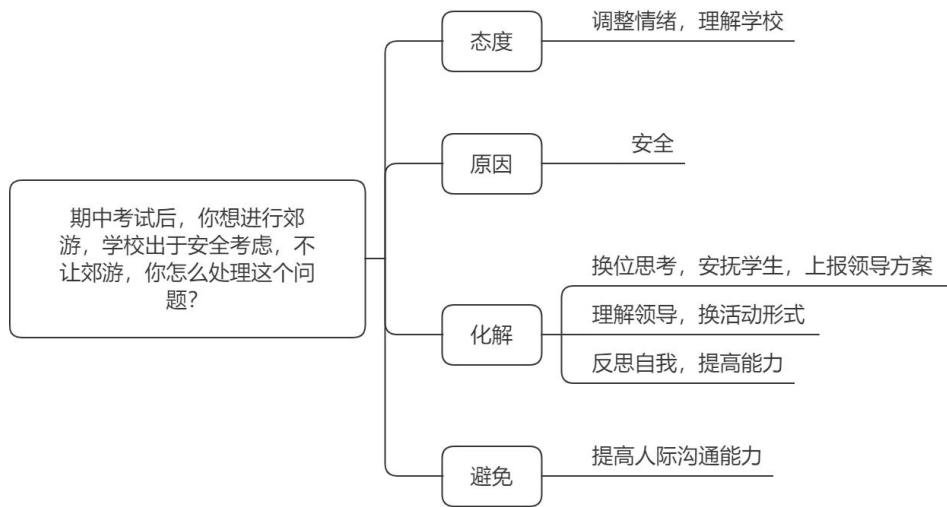 期中考试后，你想进行郊
游，学校出于安全考虑，不
让郊游，你怎么处理这个问
题？
态度
调整情绪，理解学校
原因
安全
化解
换位思考，安抚学生，上报领导方案
理解领导，换活动形式
反思自我，提高能力
避免
提高人际沟通能力